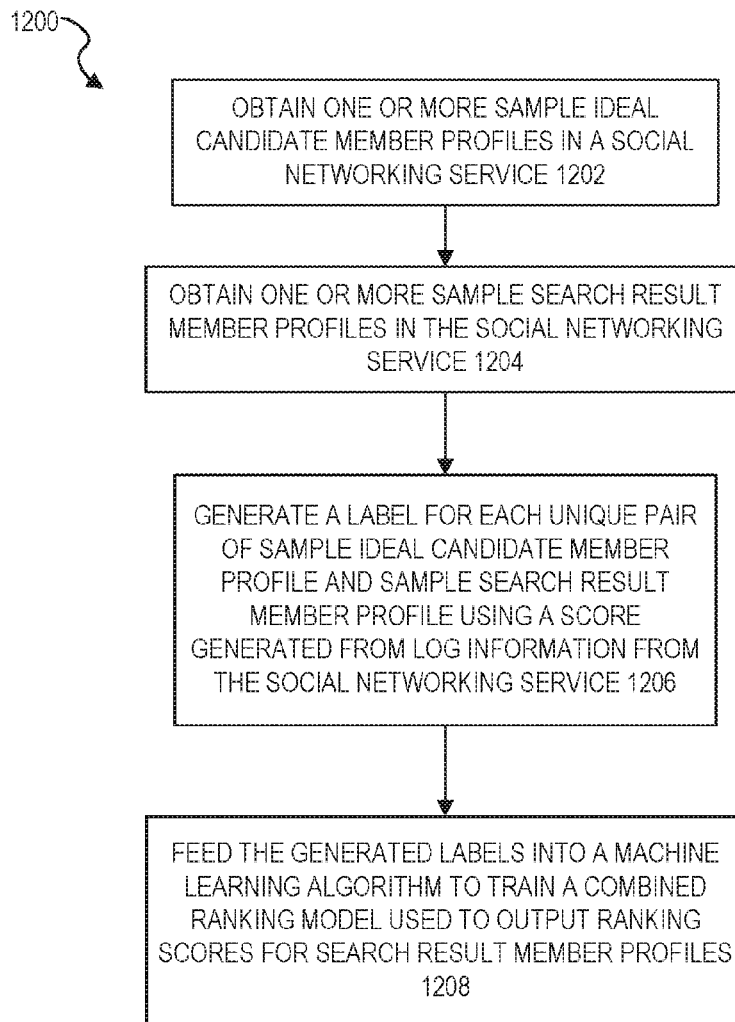 1200
OBTAIN ONE OR MORE SAMPLE IDEAL
CANDIDATE MEMBER PROFILES IN A SOCIAL
NETWORKING SERVICE 1202
OBTAIN ONE OR MORE SAMPLE SEARCH RESULT
MEMBER PROFILES IN THE SOCIAL NETWORKING
SERVICE 1204
GENERATE A LABEL FOR EACH UNIQUE PAIR
OF SAMPLE IDEAL CANDIDATE MEMBER
PROFILE AND SAMPLE SEARCH RESULT
MEMBER PROFILE USING A SCORE
GENERATED FROM LOG INFORMATION FROM
THE SOCIAL NETWORKING SERVICE 1206
FEED THE GENERATED LABELS INTO A MACHINE
LEARNING ALGORITHM TO TRAIN A COMBINED
RANKING MODEL USED TO OUTPUT RANKING
SCORES FOR SEARCH RESULT MEMBER PROFILES
1208